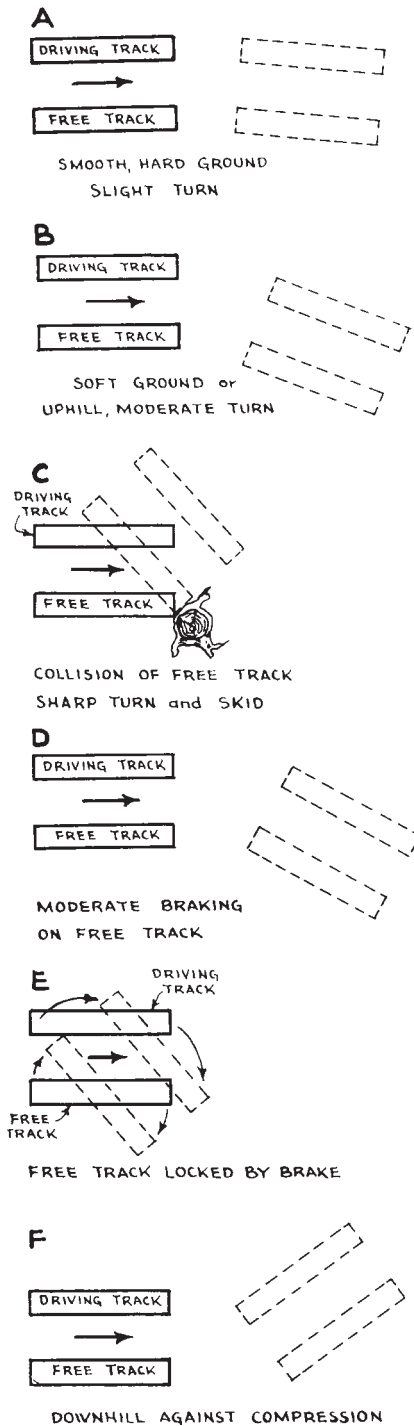 A
DRIVING TRACK
FREE TRACK
SMOOTH, HARD GROUND
SLIGHT TURN
B
DRIVING TRACK
FREE TRACK
SOFT GROUND or
UPHILL, MODERATE TURN
C
DRIVING
TRACK
FREE TRACK
COLLISION OF FREE TRACK
SHARP TURN and SKID
D
DRIVING TRACK
FREE TRACK
MODERATE BRAKING
ON FREE TRACK
E
DRIVING
TRACK
FREE
TRACK
FREE TRACK LOCKED BY BRAKE
F
DRIVING TRACK
FREE TRACK
DOWNHILL AGAINST COMPRESSION